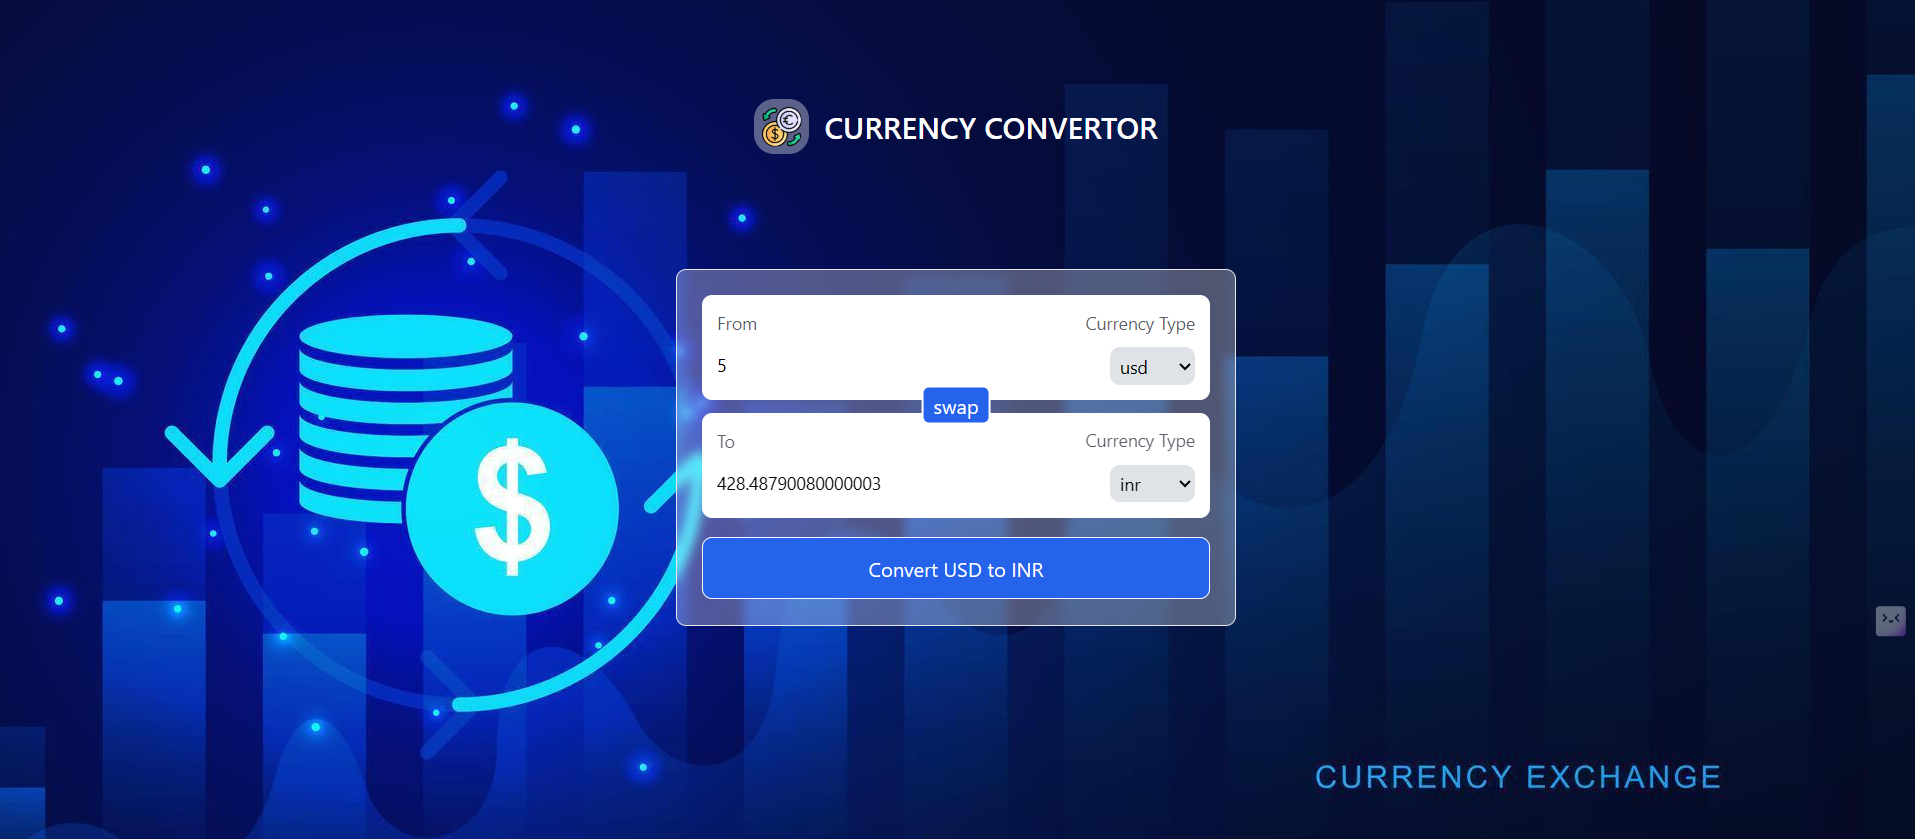 CURRENCY CONVERTOR
From
Currency Type
5
usd
swap
To
Currency Type
428.48790080000003
inr
Convert USD to INR
CURRENCY EXCHANGE